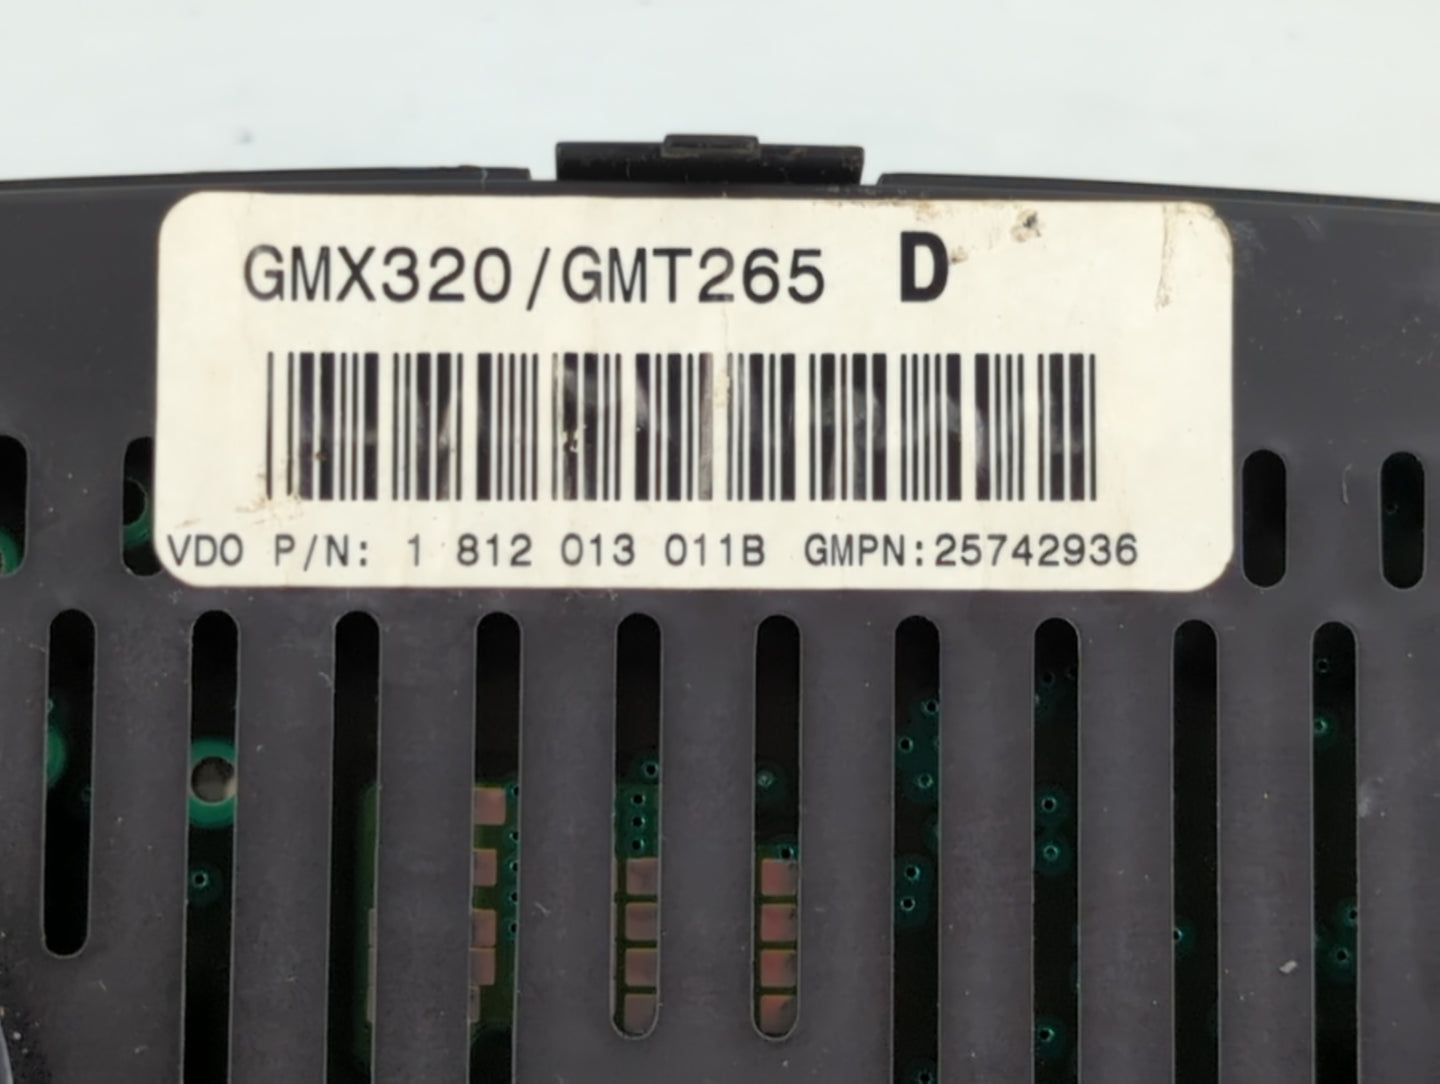 GMX320/GMT265 D
VDO P/N: 1 812 013 011B GMPN:25742936